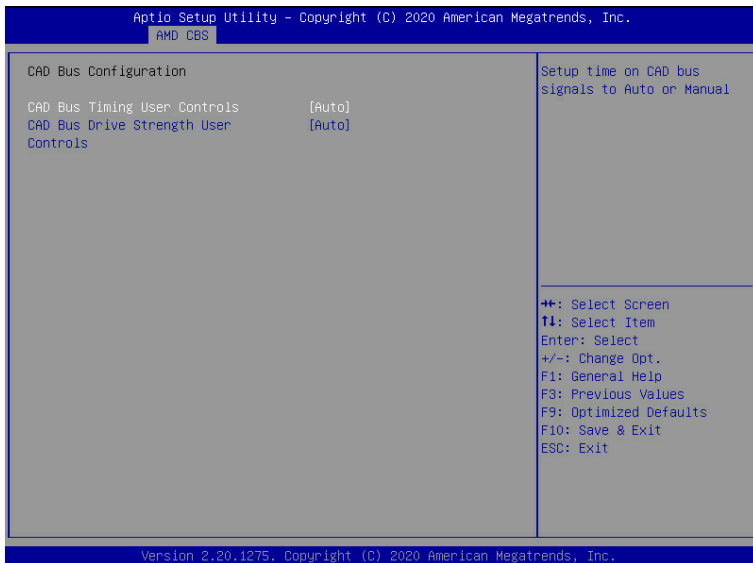 Aptio Setup Utility – Copyright (C) 2020 American Megatrends, Inc.
AMD CBS
CAD Bus Configuration
CAD Bus Timing User Controls [Auto]
CAD Bus Drive Strength User [Auto]
Controls
Setup time on CAD bus
signals to Auto or Manual
→←: Select Screen
↑↓: Select Item
Enter: Select
+/-: Change Opt.
F1: General Help
F3: Previous Values
F9: Optimized Defaults
F10: Save & Exit
ESC: Exit
Version 2.20.1275. Copyright (C) 2020 American Megatrends, Inc.